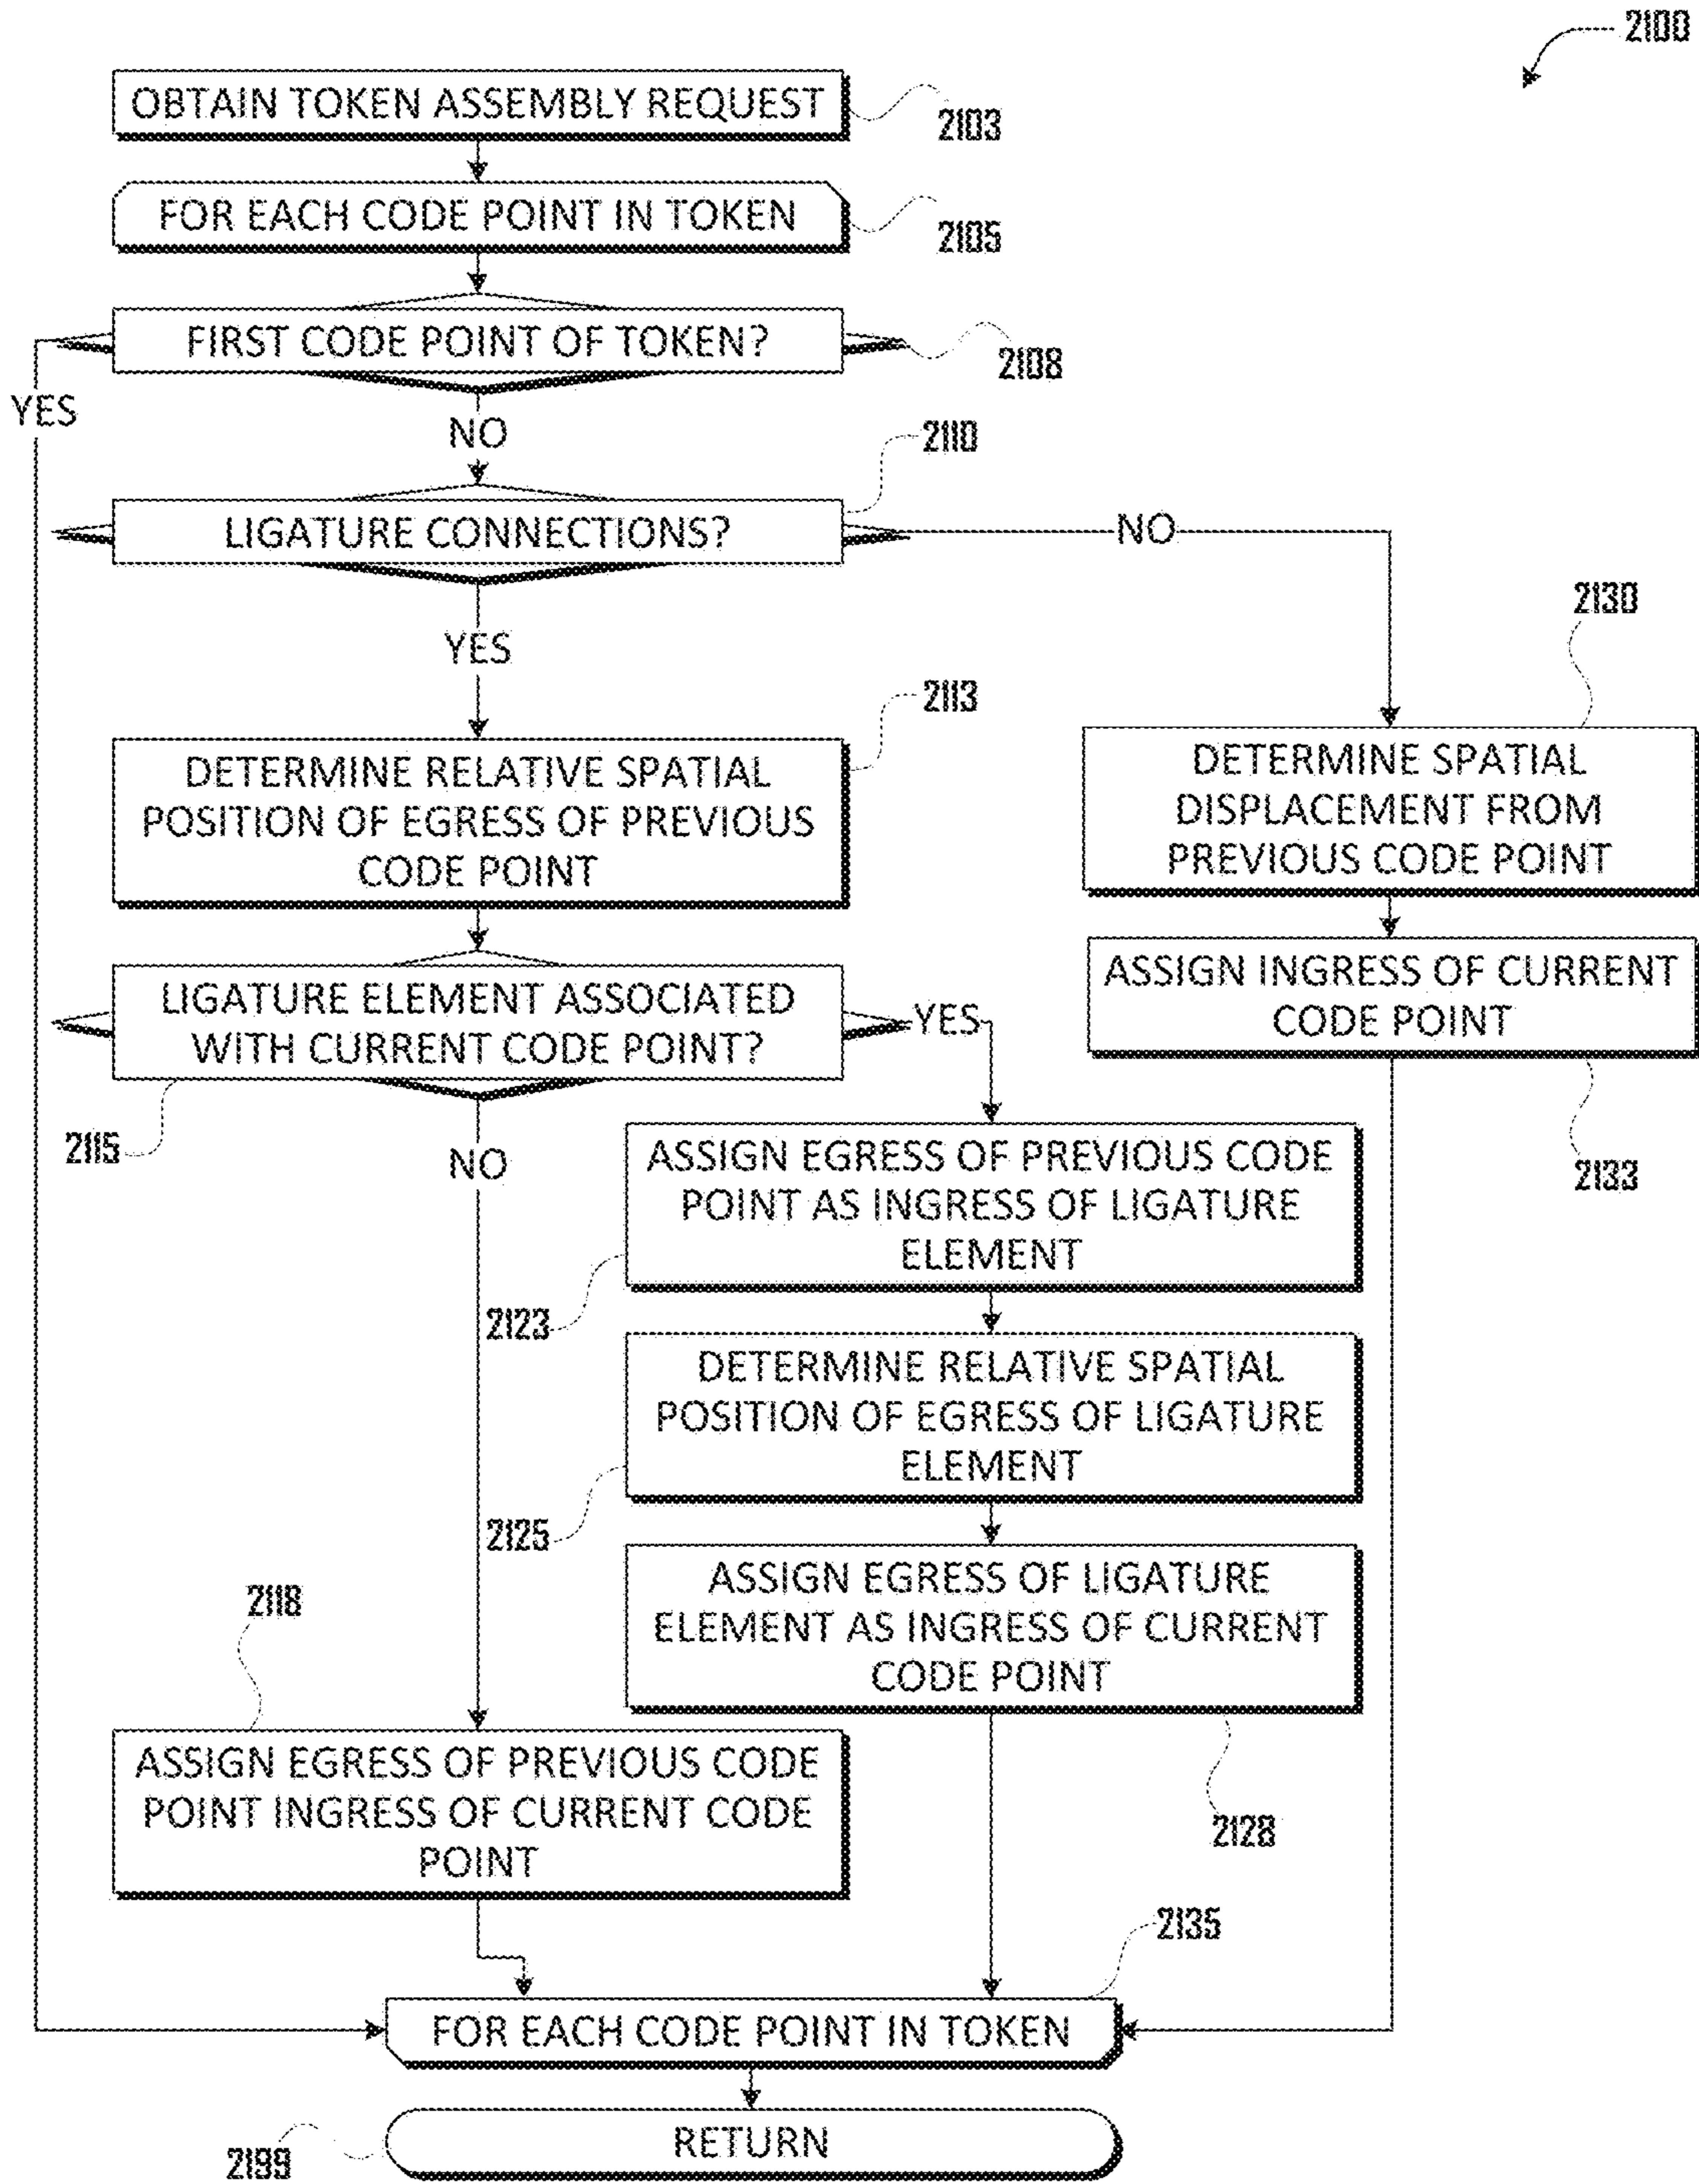 2100
OBTAIN TOKEN ASSEMBLY REQUEST
2103
FOR EACH CODE POINT IN TOKEN
2105
FIRST CODE POINT OF TOKEN?
2108
YES
NO
2110
LIGATURE CONNECTIONS?
NO
2130
YES
2113
DETERMINE RELATIVE SPATIAL
POSITION OF EGRESS OF PREVIOUS
CODE POINT
DETERMINE SPATIAL
DISPLACEMENT FROM
PREVIOUS CODE POINT
LIGATURE ELEMENT ASSOCIATED
WITH CURRENT CODE POINT?
YES
ASSIGN INGRESS OF CURRENT
CODE POINT
2115
NO
2133
ASSIGN EGRESS OF PREVIOUS CODE
POINT AS INGRESS OF LIGATURE
ELEMENT
2123
DETERMINE RELATIVE SPATIAL
POSITION OF EGRESS OF LIGATURE
ELEMENT
2125
ASSIGN EGRESS OF LIGATURE
ELEMENT AS INGRESS OF CURRENT
CODE POINT
2118
ASSIGN EGRESS OF PREVIOUS CODE
POINT INGRESS OF CURRENT CODE
POINT
2128
2135
FOR EACH CODE POINT IN TOKEN
RETURN
2199